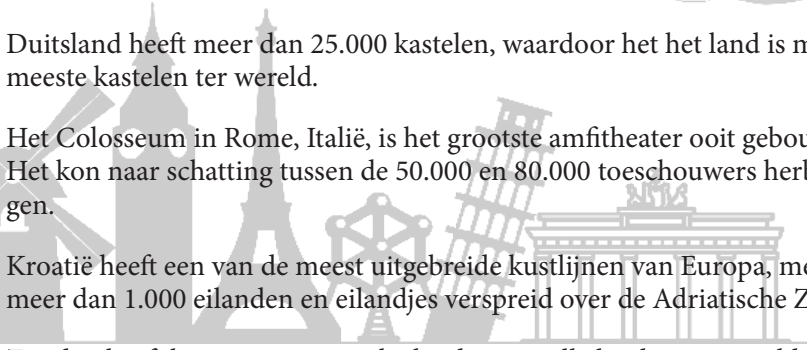 Duitsland heeft meer dan 25.000 kastelen, waardoor het het land is
meeste kastelen ter wereld.
Het Colosseum in Rome, Italië, is het grootste amfitheater ooit
Het kon naar schatting tussen de 50.000 en 80.000 toeschouwers
gen.
Kroatië heeft een van de meest uitgebreide kustlijnen van Europa,
meer dan 1.000 eilanden en eilandjes verspreid over de Adriatische